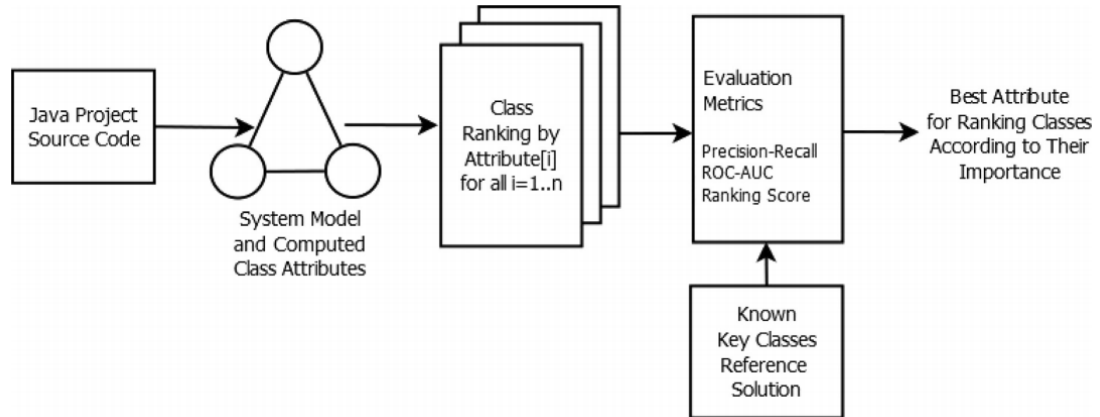 Java Project
Source Code
System Model
and Computed
Class Attributes
Class
Ranking by
Attribute[i]
for all i=1..n
Evaluation
Metrics
Precision-Recall
ROC-AUC
Ranking Score
Known
Key Classes
Reference
Solution
Best Attribute
for Ranking Classes
According to Their
Importance